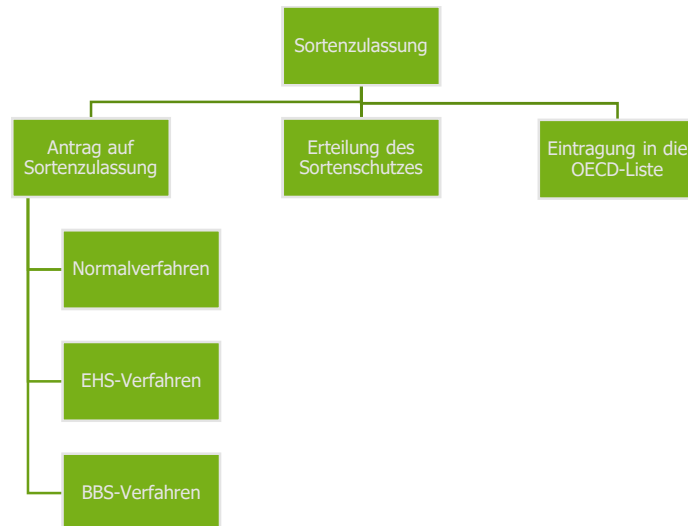 Sortenzulassung
Antrag auf
Sortenzulassung
Erteilung des
Sortenschutzes
Eintragung in die
OECD-Liste
Normalverfahren
EHS-Verfahren
BBS-Verfahren